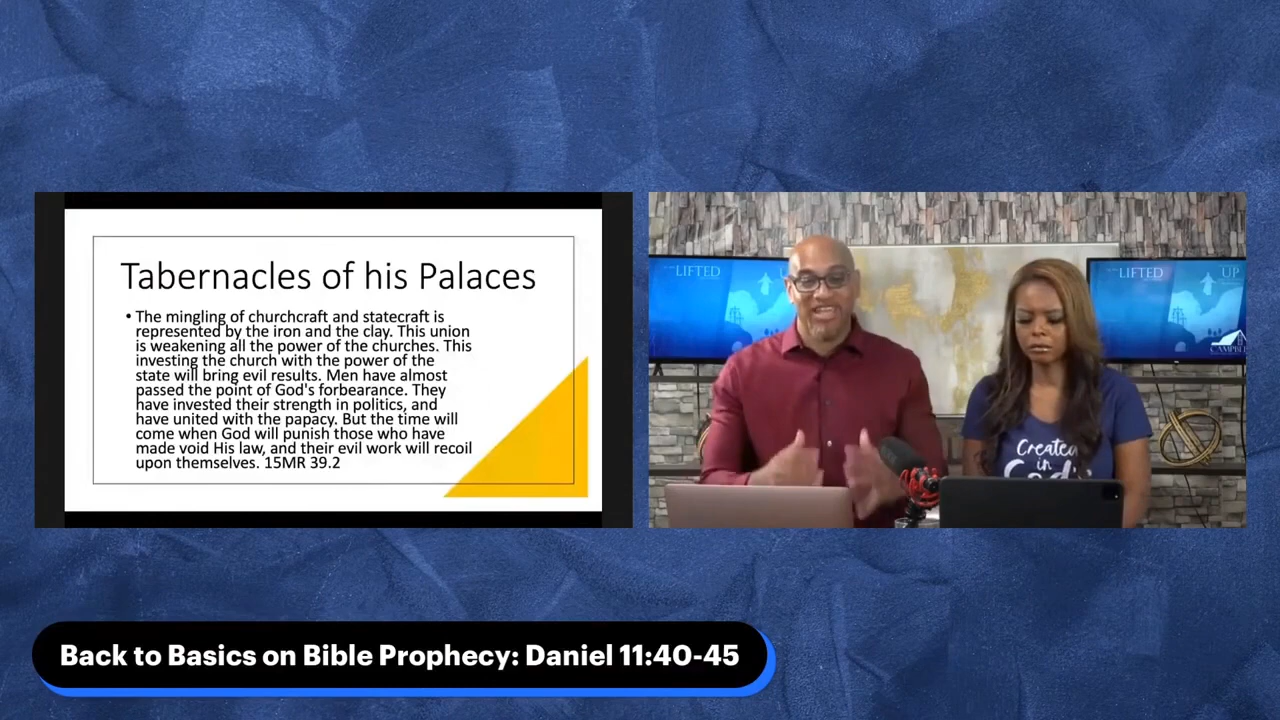 Tabernacles of his Palaces
• The mingling of churchcraft and statecraft is
represented by the iron and the clay. This union
is weakening all the power of the churches. This
investing the church with the power of the
state will bring evil results. Men have almost
passed the point of God's forbearance. They
have invested their strength in politics, and
have united with the papacy. But the time will
come when God will punish those who have
made void His law, and their evil work will recoil
upon themselves. 15MR 39.2
LIFTED
LIFTED UP
Created
in
God's
Back to Basics on Bible Prophecy: Daniel 11:40-45